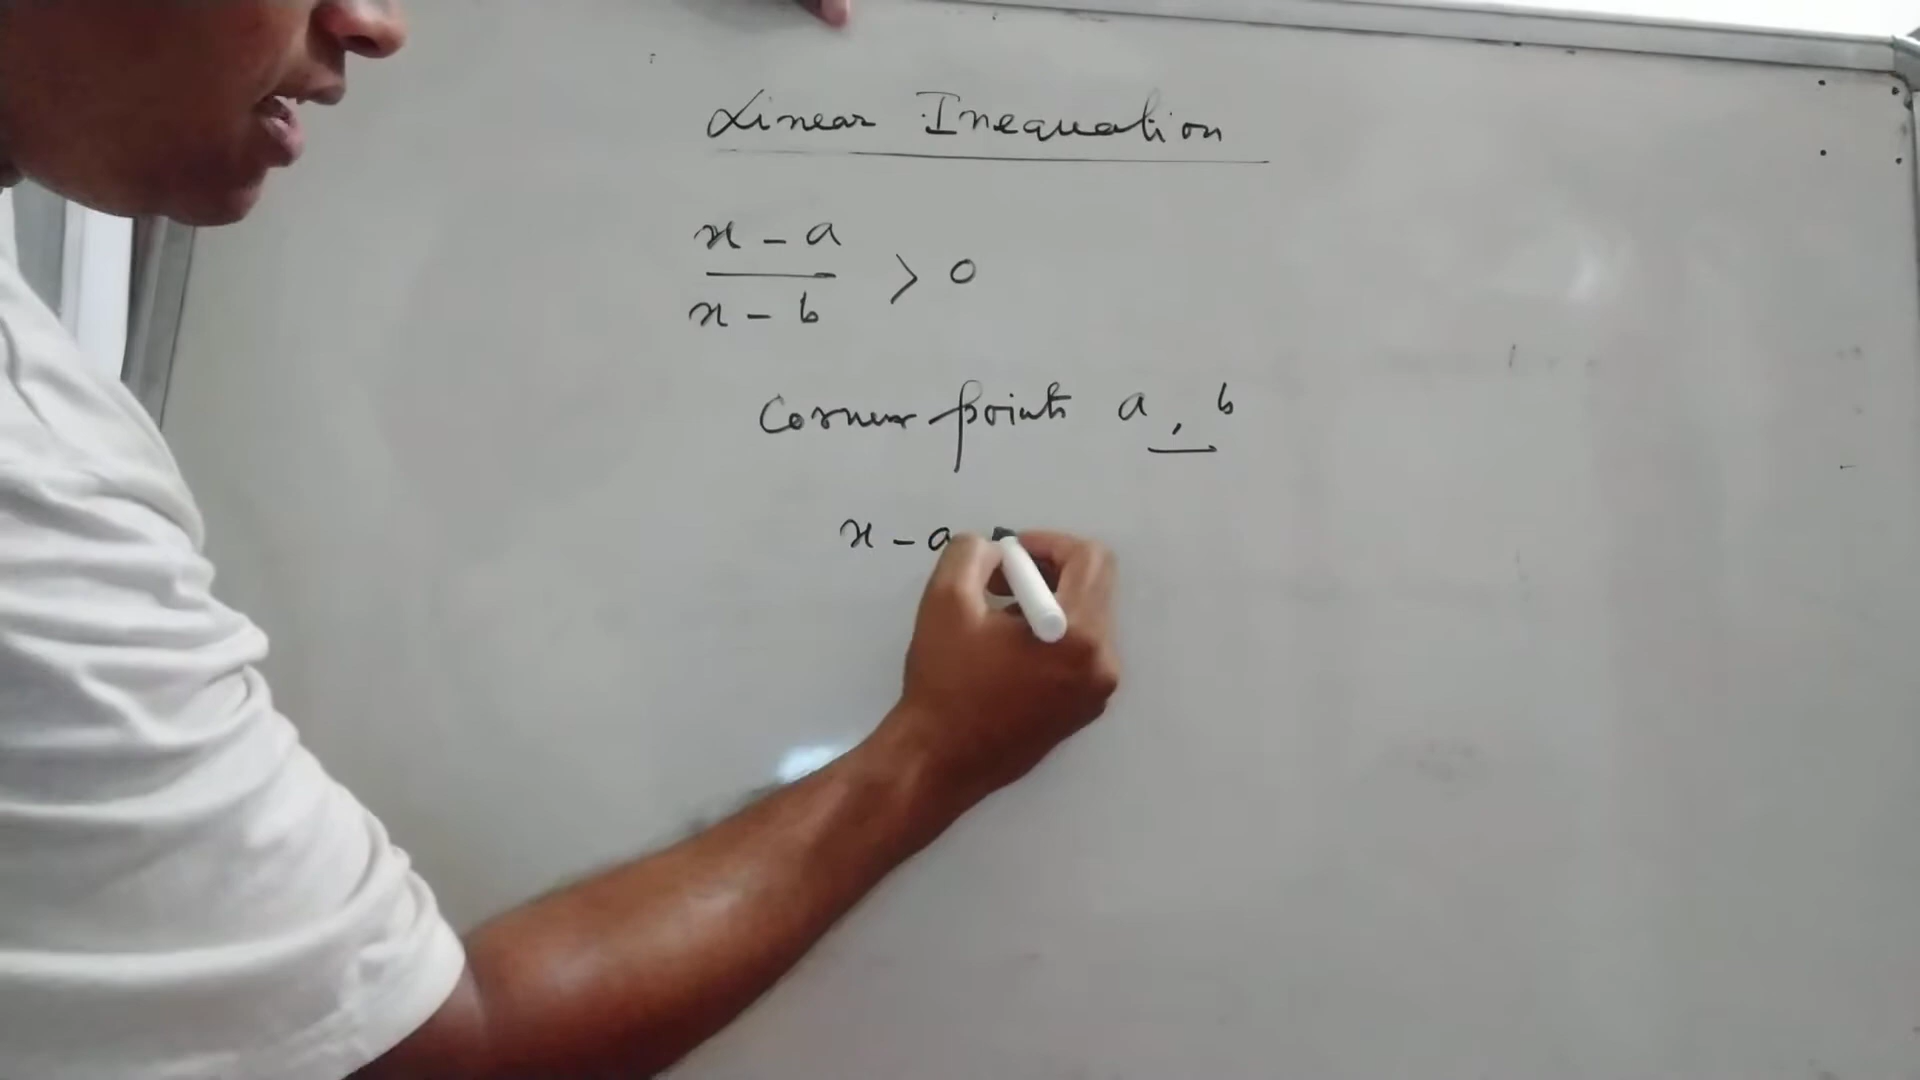 Linear Inequation
x - a
x - b
> 0
Corner points a, b
x - a